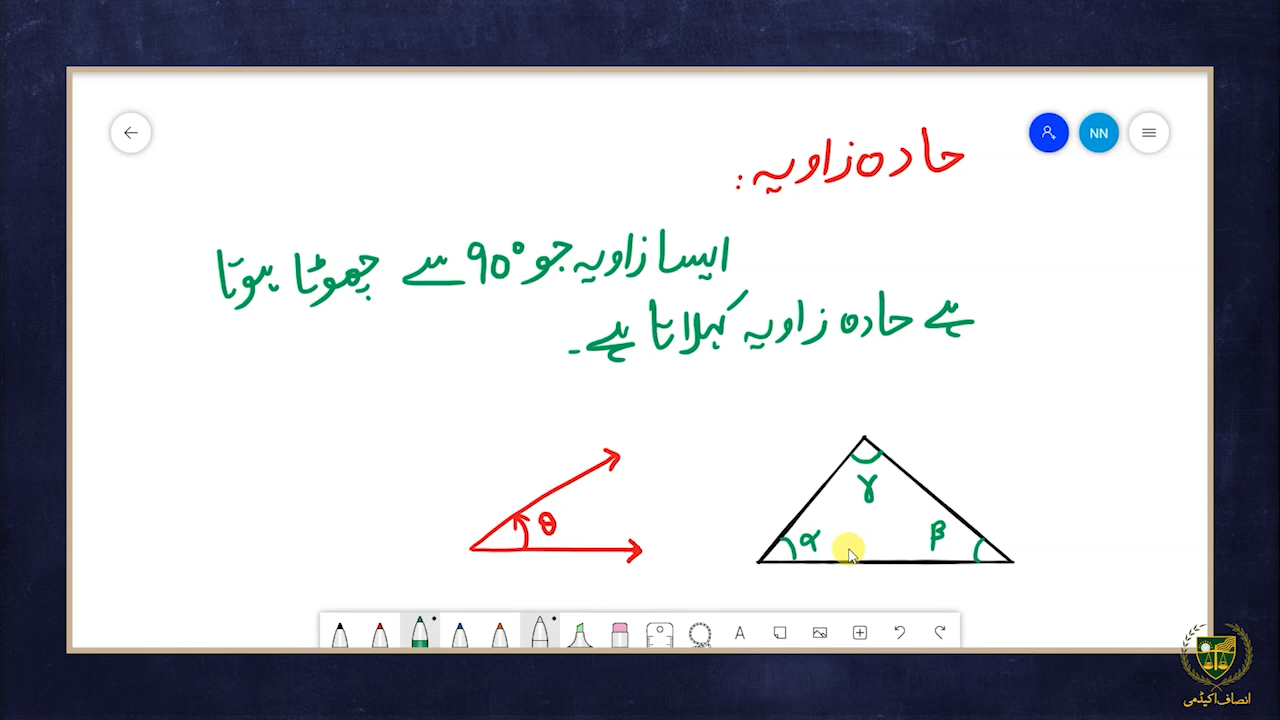 NN
حادہ زاویہ :
ایسا زاویہ جو 90° سے چھوٹا ہوتا
ہے حادہ زاویہ کہلاتا ہے۔
θ
γ
α β
A
انصاف اکیڈمی